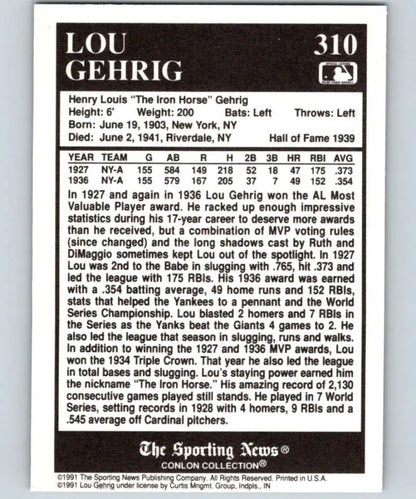 LOU
GEHRIG
310
Henry Louis "The Iron Horse" Gehrig
Height: 6' Weight: 200 Bats: Left Throws: Left
Born: June 19, 1903, New York, NY
Died: June 2, 1941, Riverdale, NY Hall of Fame 1939
YEAR TEAM G AB R H 2B 3B HR RBI AVG
1927 NY-A 155 584 149 218 52 18 47 175 .373
1936 NY-A 155 579 167 205 37 7 49 152 .354
In 1927 and again in 1936 Lou Gehrig won the AL Most
Valuable Player award. He racked up enough impressive
statistics during his 17-year career to deserve more awards
than he received, but a combination of MVP voting rules
(since changed) and the long shadows cast by Ruth and
DiMaggio sometimes kept Lou out of the spotlight. In 1927
Lou was 2nd to the Babe in slugging with .765, hit .373 and
led the league with 175 RBIs. His 1936 award was earned
with a .354 batting average, 49 home runs and 152 RBIs,
stats that helped the Yankees to a pennant and the World
Series Championship. Lou blasted 2 homers and 7 RBIs in
the Series as the Yanks beat the Giants 4 games to 2. He
also led the league that season in slugging, runs and walks.
In addition to winning the 1927 and 1936 MVP awards, Lou
won the 1934 Triple Crown. That year he also led the league
in total bases and slugging. Lou's staying power earned him
the nickname "The Iron Horse." His amazing record of 2,130
consecutive games played still stands. He played in 7 World
Series, setting records in 1928 with 4 homers, 9 RBIs and a
.545 average off Cardinal pitchers.
The Sporting News®
CONLON COLLECTION®
©1991 The Sporting News Publishing Company. All Rights Reserved. Printed in U.S.A.
©1991 Lou Gehrig under license by Curtis Mngmt. Group, Indpls., IN